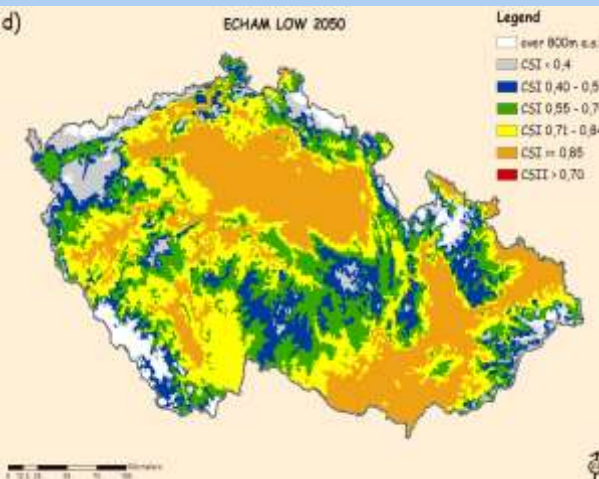 d)
ECHAM LOW 2050
Legend
over 800m a.s.
CSI < 0,4
CSI 0,40 - 0,5
CSI 0,55 - 0,70
CSI 0,71 - 0,84
CSI >= 0,85
CSII > 0,70